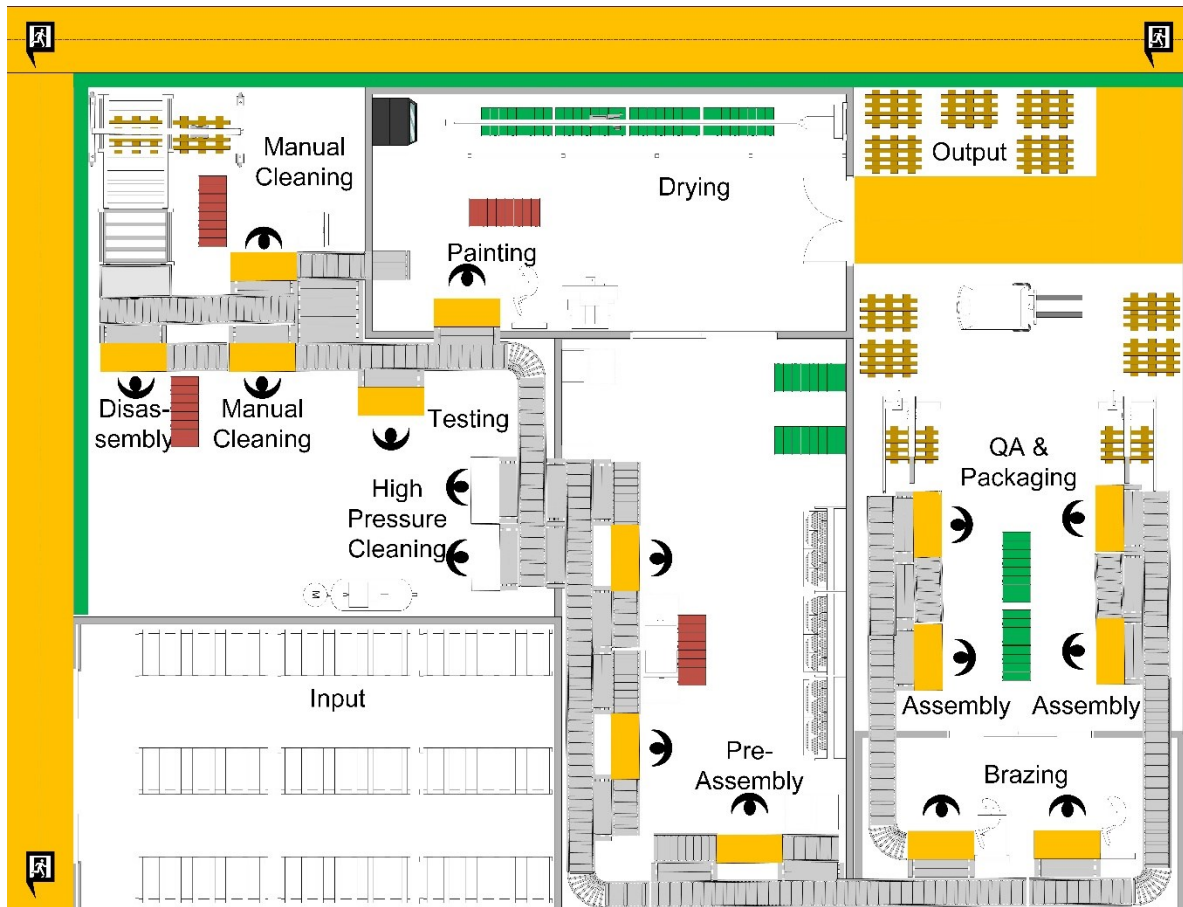 Manual
Cleaning
Output
Drying
Painting
Disas-
sembly
Manual
Cleaning
Testing
QA &
Packaging
High
Pressure
Cleaning
M
Input
Assembly
Assembly
Pre-
Assembly
Brazing